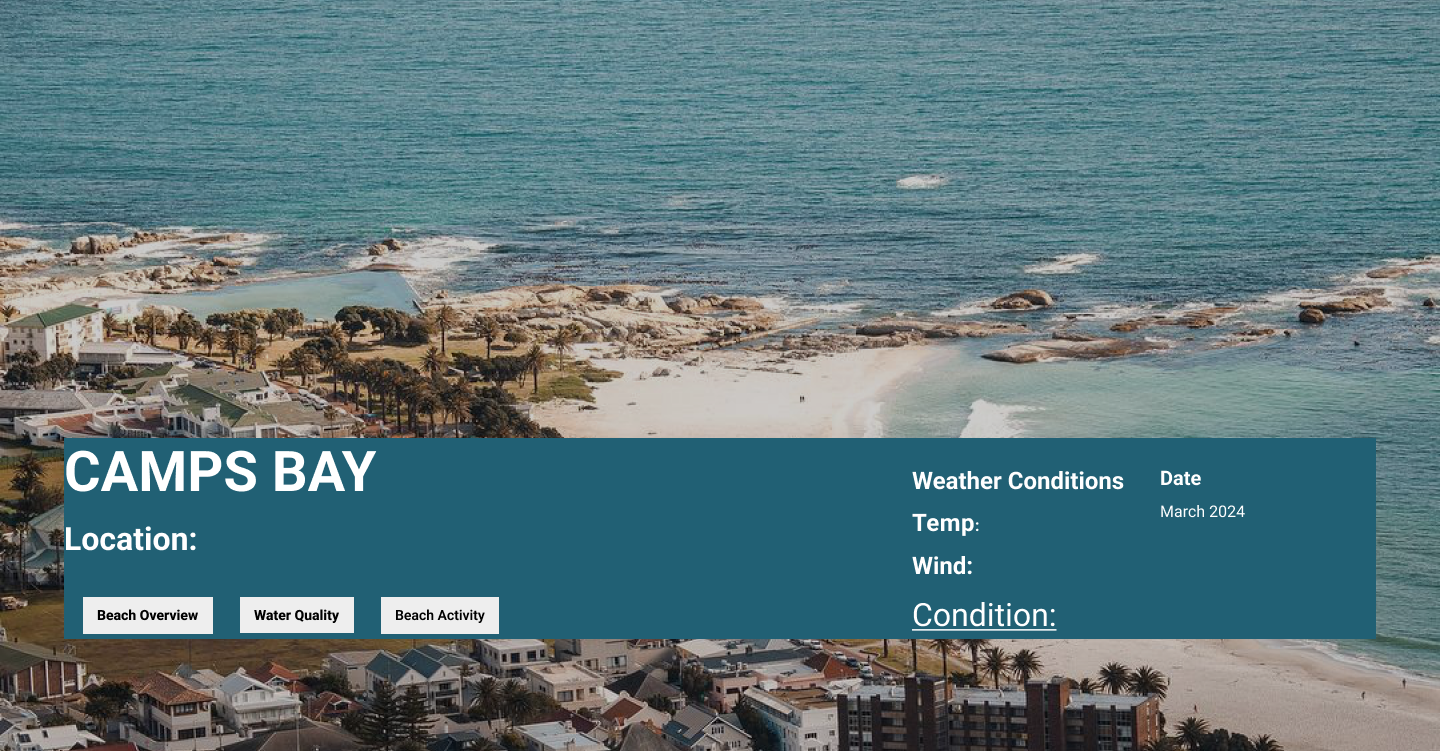 CAMPS BAY
Location:
Beach Overview
Water Quality
Beach Activity
Weather Conditions
Temp:
Wind:
Condition:
Date
March 2024